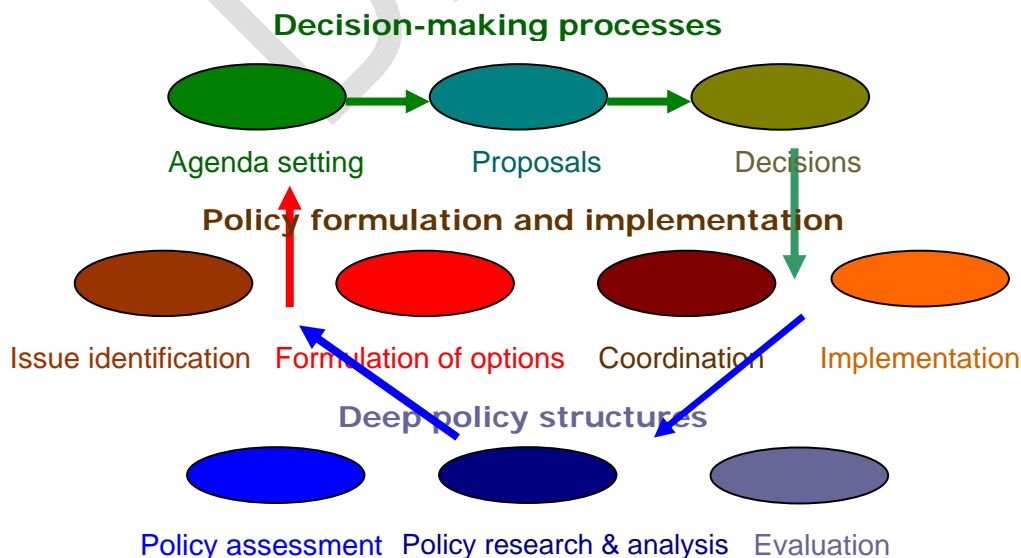 Decision-making processes
Agenda setting Proposals Decisions
Policy formulation and implementation
Issue identification Formulation of options Coordination Implementation
Deep policy structures
Policy assessment Policy research & analysis Evaluation